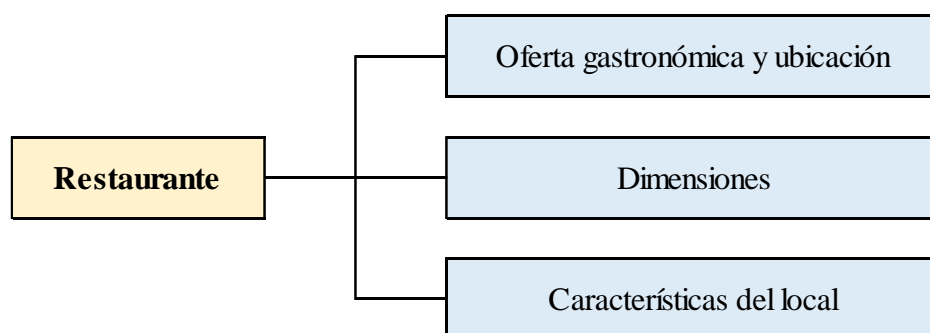 Oferta gastronómica y ubicación
Restaurante
Dimensiones
Características del local